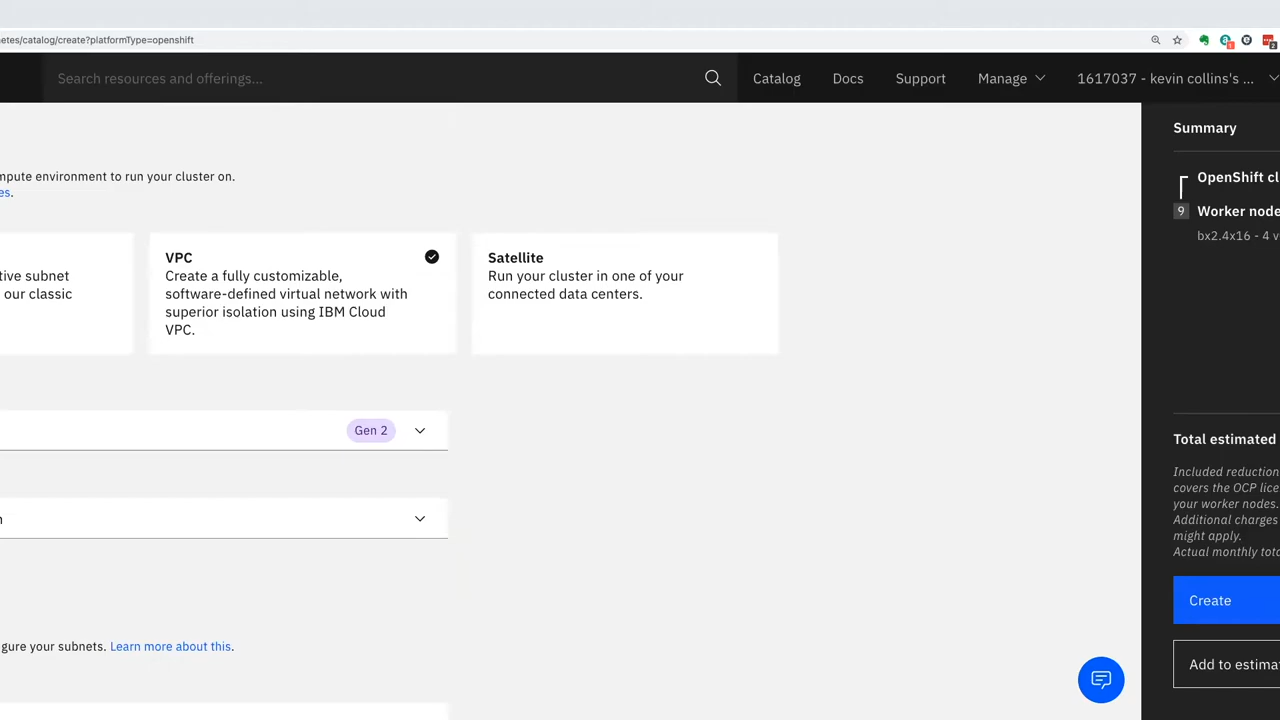 etes/catalog/create?platformType=openshift
Search resources and offerings...
Catalog
Docs
Support
Manage
1617037 - kevin collins's ...
mpute environment to run your cluster on.
es.
tive subnet
our classic
VPC
Create a fully customizable,
software-defined virtual network with
superior isolation using IBM Cloud
VPC.
Satellite
Run your cluster in one of your
connected data centers.
Gen 2
n
gure your subnets. Learn more about this.
Summary
OpenShift cl
9 Worker node
bx2.4x16 - 4 v
Total estimated
Included reduction
covers the OCP lice
your worker nodes.
Additional charges
might apply.
Actual monthly tota
Create
Add to estima